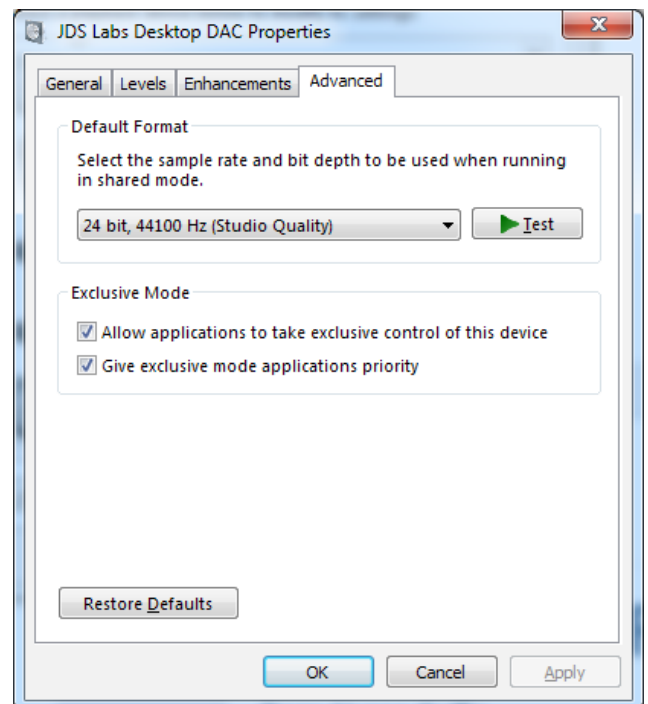 JDS Labs Desktop DAC Properties
General Levels Enhancements Advanced
Default Format
Select the sample rate and bit depth to be used when running
in shared mode.
24 bit, 44100 Hz (Studio Quality) Test
Exclusive Mode
Allow applications to take exclusive control of this device
Give exclusive mode applications priority
Restore Defaults
OK Cancel Apply